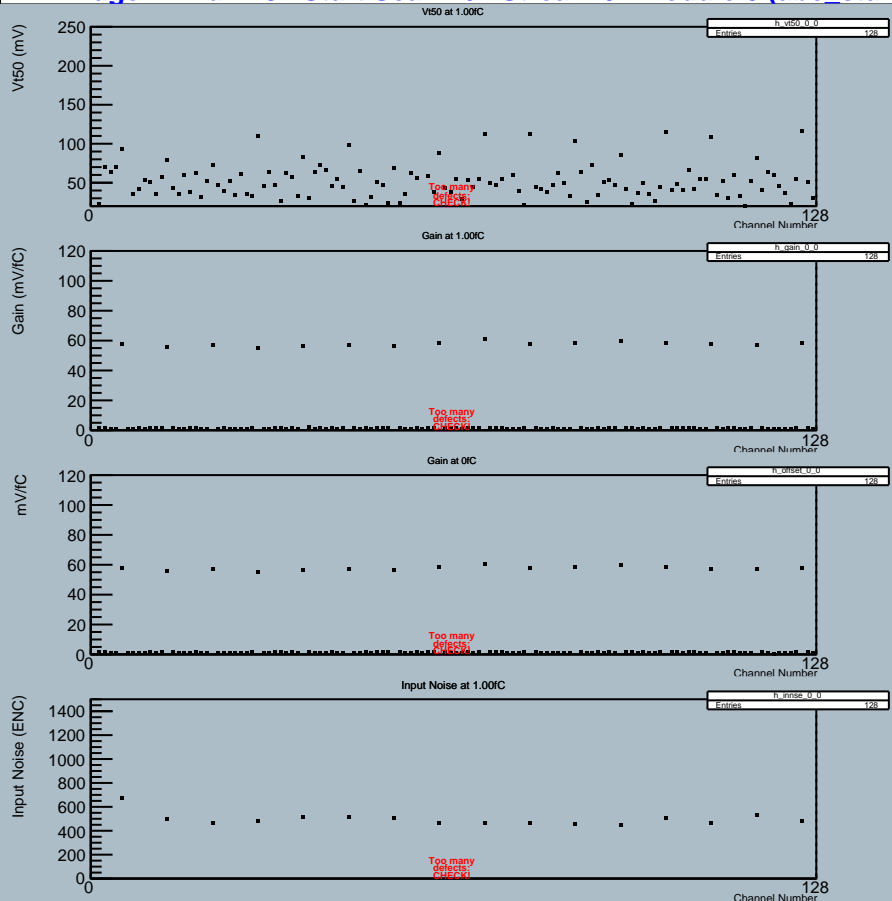 Vt50 at 1.00fC
h_vt50_0_0
Entries 128
Vt50 (mV)
250
200
150
100
50
Too many
defects:
CHECK!
0
128
Channel Number
Gain at 1.00fC
h_gain_0_0
Entries 128
Gain (mV/fC)
120
100
80
60
40
20
0
Too many
defects:
CHECK!
0
128
Channel Number
Gain at 0fC
h_offset_0_0
Entries 128
mV/fC
120
100
80
60
40
20
0
Too many
defects:
CHECK!
0
128
Channel Number
Input Noise at 1.00fC
h_innse_0_0
Entries 128
Input Noise (ENC)
1400
1200
1000
800
600
400
200
0
Too many
defects:
CHECK!
0
128
Channel Number